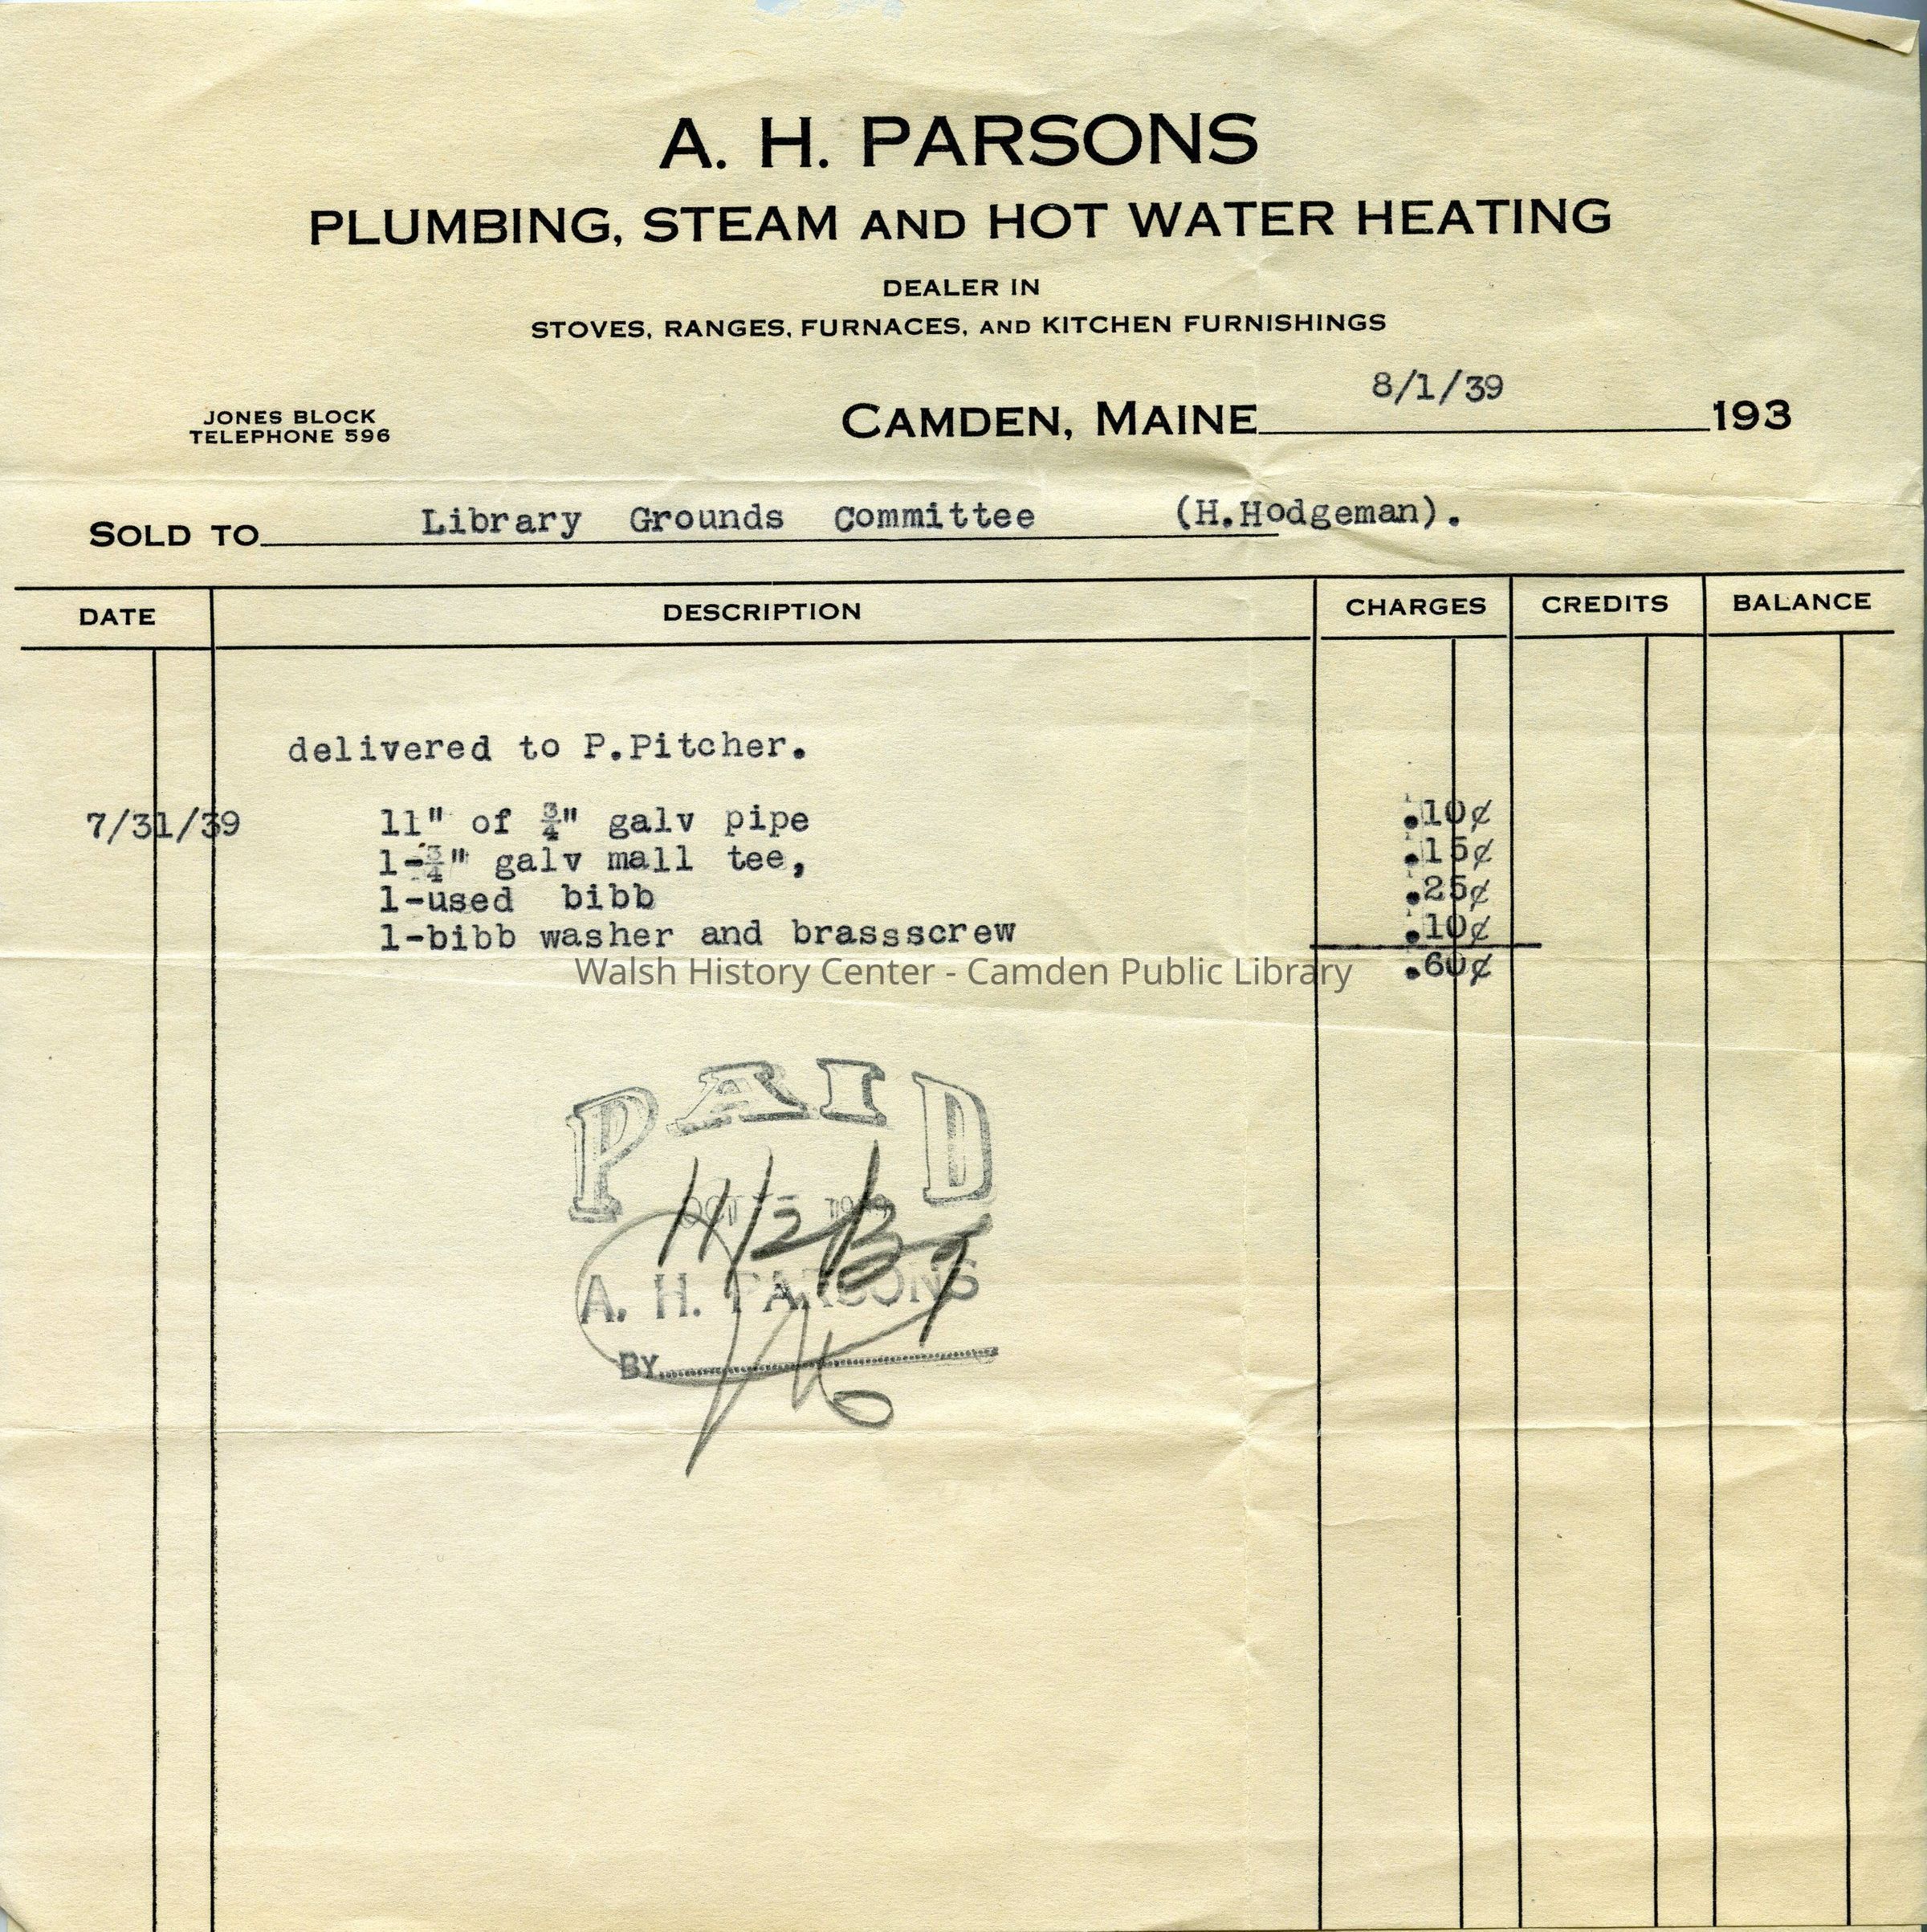 A. H. PARSONS
PLUMBING, STEAM AND HOT WATER HEATING
DEALER IN
STOVES, RANGES, FURNACES, AND KITCHEN FURNISHINGS
JONES BLOCK
TELEPHONE 596
CAMDEN, MAINE 8/1/39 193
SOLD TO Library Grounds Committee (H.Hodgeman).
DATE DESCRIPTION CHARGES CREDITS BALANCE
delivered to P.Pitcher.
7/31/39 11" of ¾" galv pipe .10¢
1-¾" galv mall tee, .15¢
1-used bibb .25¢
1-bibb washer and brassscrew .10¢
.60¢
Walsh History Center - Camden Public Library
PAID
OCT
11/2/39
A. H. PARSONS
BY